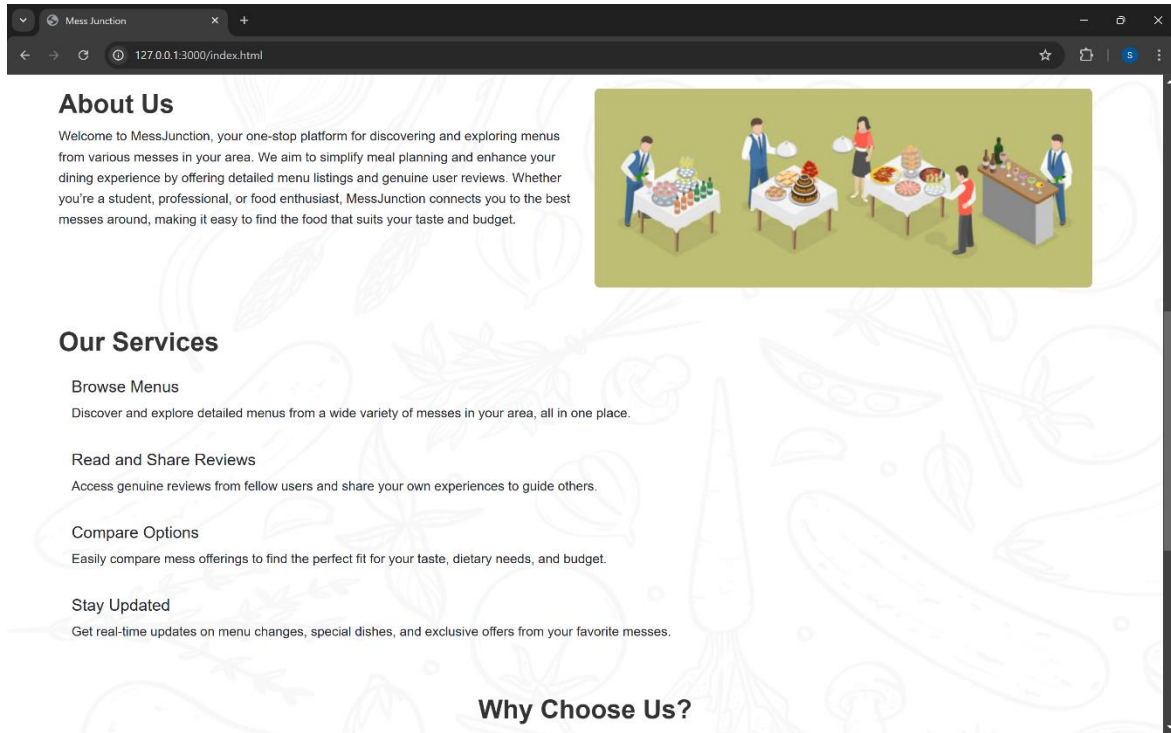 Mess Junction
127.0.0.1:3000/index.html
S
About Us
Welcome to MessJunction, your one-stop platform for discovering and exploring menus
from various messes in your area. We aim to simplify meal planning and enhance your
dining experience by offering detailed menu listings and genuine user reviews. Whether
you're a student, professional, or food enthusiast, MessJunction connects you to the best
messes around, making it easy to find the food that suits your taste and budget.
Our Services
Browse Menus
Discover and explore detailed menus from a wide variety of messes in your area, all in one place.
Read and Share Reviews
Access genuine reviews from fellow users and share your own experiences to guide others.
Compare Options
Easily compare mess offerings to find the perfect fit for your taste, dietary needs, and budget.
Stay Updated
Get real-time updates on menu changes, special dishes, and exclusive offers from your favorite messes.
Why Choose Us?